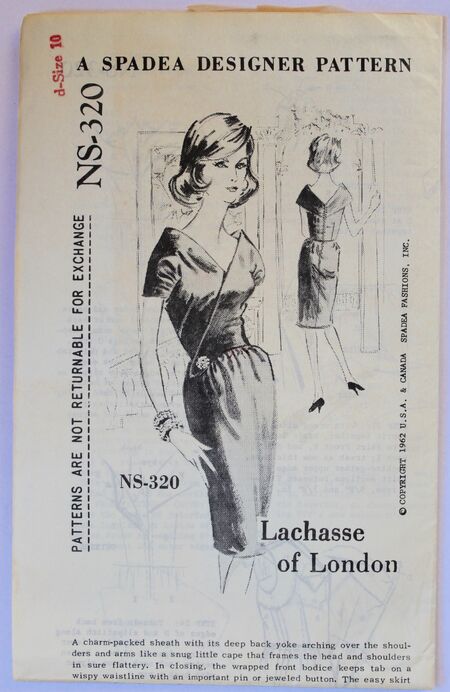 d-Size 10
A SPADEA DESIGNER PATTERN
NS-320
PATTERNS ARE NOT RETURNABLE FOR EXCHANGE
© COPYRIGHT 1962 U.S.A. & CANADA SPADEA FASHIONS, INC.
NS-320
Lachasse
of London
A charm-packed sheath with its deep back yoke arching over the shoul-
ders and arms like a snug little cape that frames the head and shoulders
in sure flattery. In closing, the wrapped front bodice keeps tab on a
wispy waistline with an important pin or jeweled button. The easy skirt